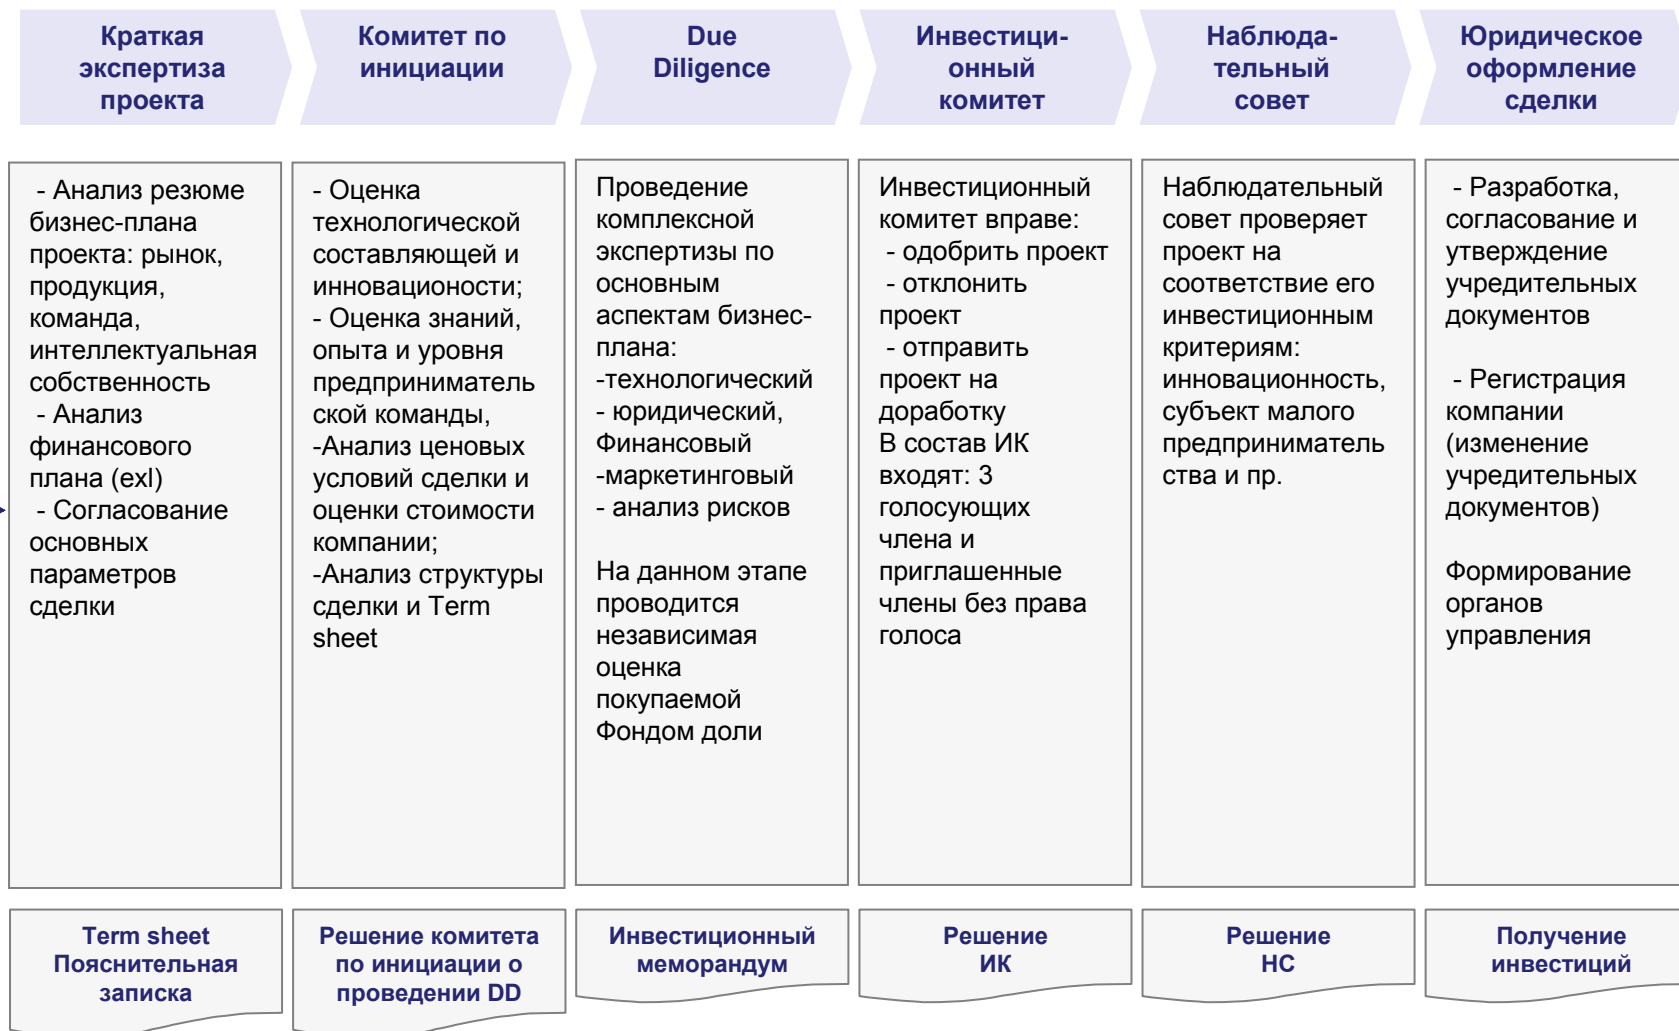 Краткая
экспертиза
проекта
Комитет по
инициации
Due
Diligence
Инвестици-
онный
комитет
Наблюда-
тельный
совет
Юридическое
оформление
сделки
- Анализ резюме
бизнес-плана
проекта: рынок,
продукция,
команда,
интеллектуальная
собственность
- Анализ
финансового
плана (exl)
- Согласование
основных
параметров
сделки
- Оценка
технологической
составляющей и
инновационости;
- Оценка знаний,
опыта и уровня
предприниматель
ской команды,
-Анализ ценовых
условий сделки и
оценки стоимости
компании;
-Анализ структуры
сделки и Term
sheet
Проведение
комплексной
экспертизы по
основным
аспектам бизнес-
плана:
-технологический
- юридический,
Финансовый
-маркетинговый
- анализ рисков
На данном этапе
проводится
независимая
оценка
покупаемой
Фондом доли
Инвестиционный
комитет вправе:
- одобрить проект
- отклонить
проект
- отправить
проект на
доработку
В состав ИК
входят: 3
голосующих
члена и
приглашенные
члены без права
голоса
Наблюдательный
совет проверяет
проект на
соответствие его
инвестиционным
критериям:
инновационность,
субъект малого
предприниматель
ства и пр.
- Разработка,
согласование и
утверждение
учредительных
документов
- Регистрация
компании
(изменение
учредительных
документов)
Формирование
органов
управления
Term sheet
Пояснительная
записка
Решение комитета
по инициации о
проведении DD
Инвестиционный
меморандум
Решение
ИК
Решение
НС
Получение
инвестиций